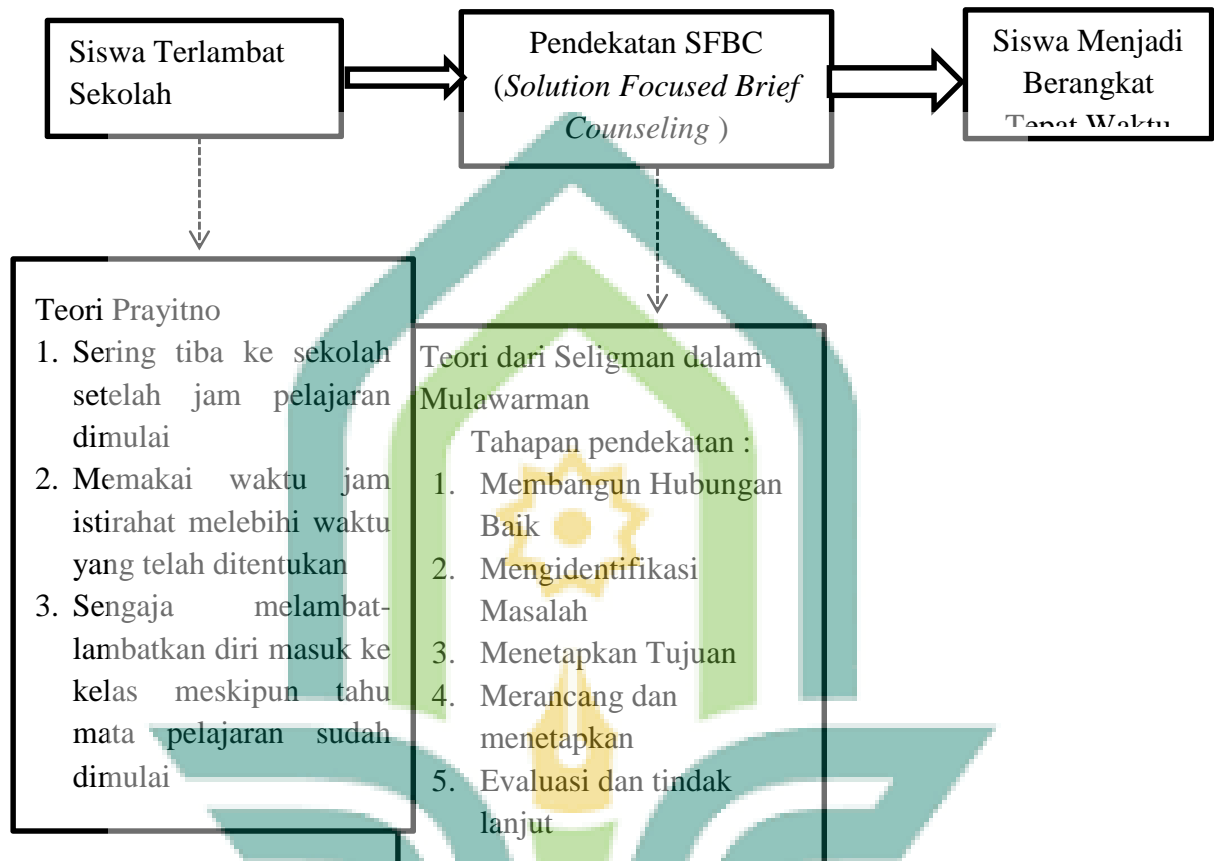 Siswa Terlambat
Sekolah
Pendekatan SFBC
(Solution Focused Brief
Counseling )
Siswa Menjadi
Berangkat
Tepat Waktu
Teori Prayitno
1. Sering tiba ke sekolah
setelah jam pelajaran
dimulai
2. Memakai waktu jam
istirahat melebihi waktu
yang telah ditentukan
3. Sengaja melambat-
lambatkan diri masuk ke
kelas meskipun tahu
mata pelajaran sudah
dimulai
Teori dari Seligman dalam
Mulawarman
Tahapan pendekatan :
1. Membangun Hubungan
Baik
2. Mengidentifikasi
Masalah
3. Menetapkan Tujuan
4. Merancang dan
menetapkan
5. Evaluasi dan tindak
lanjut